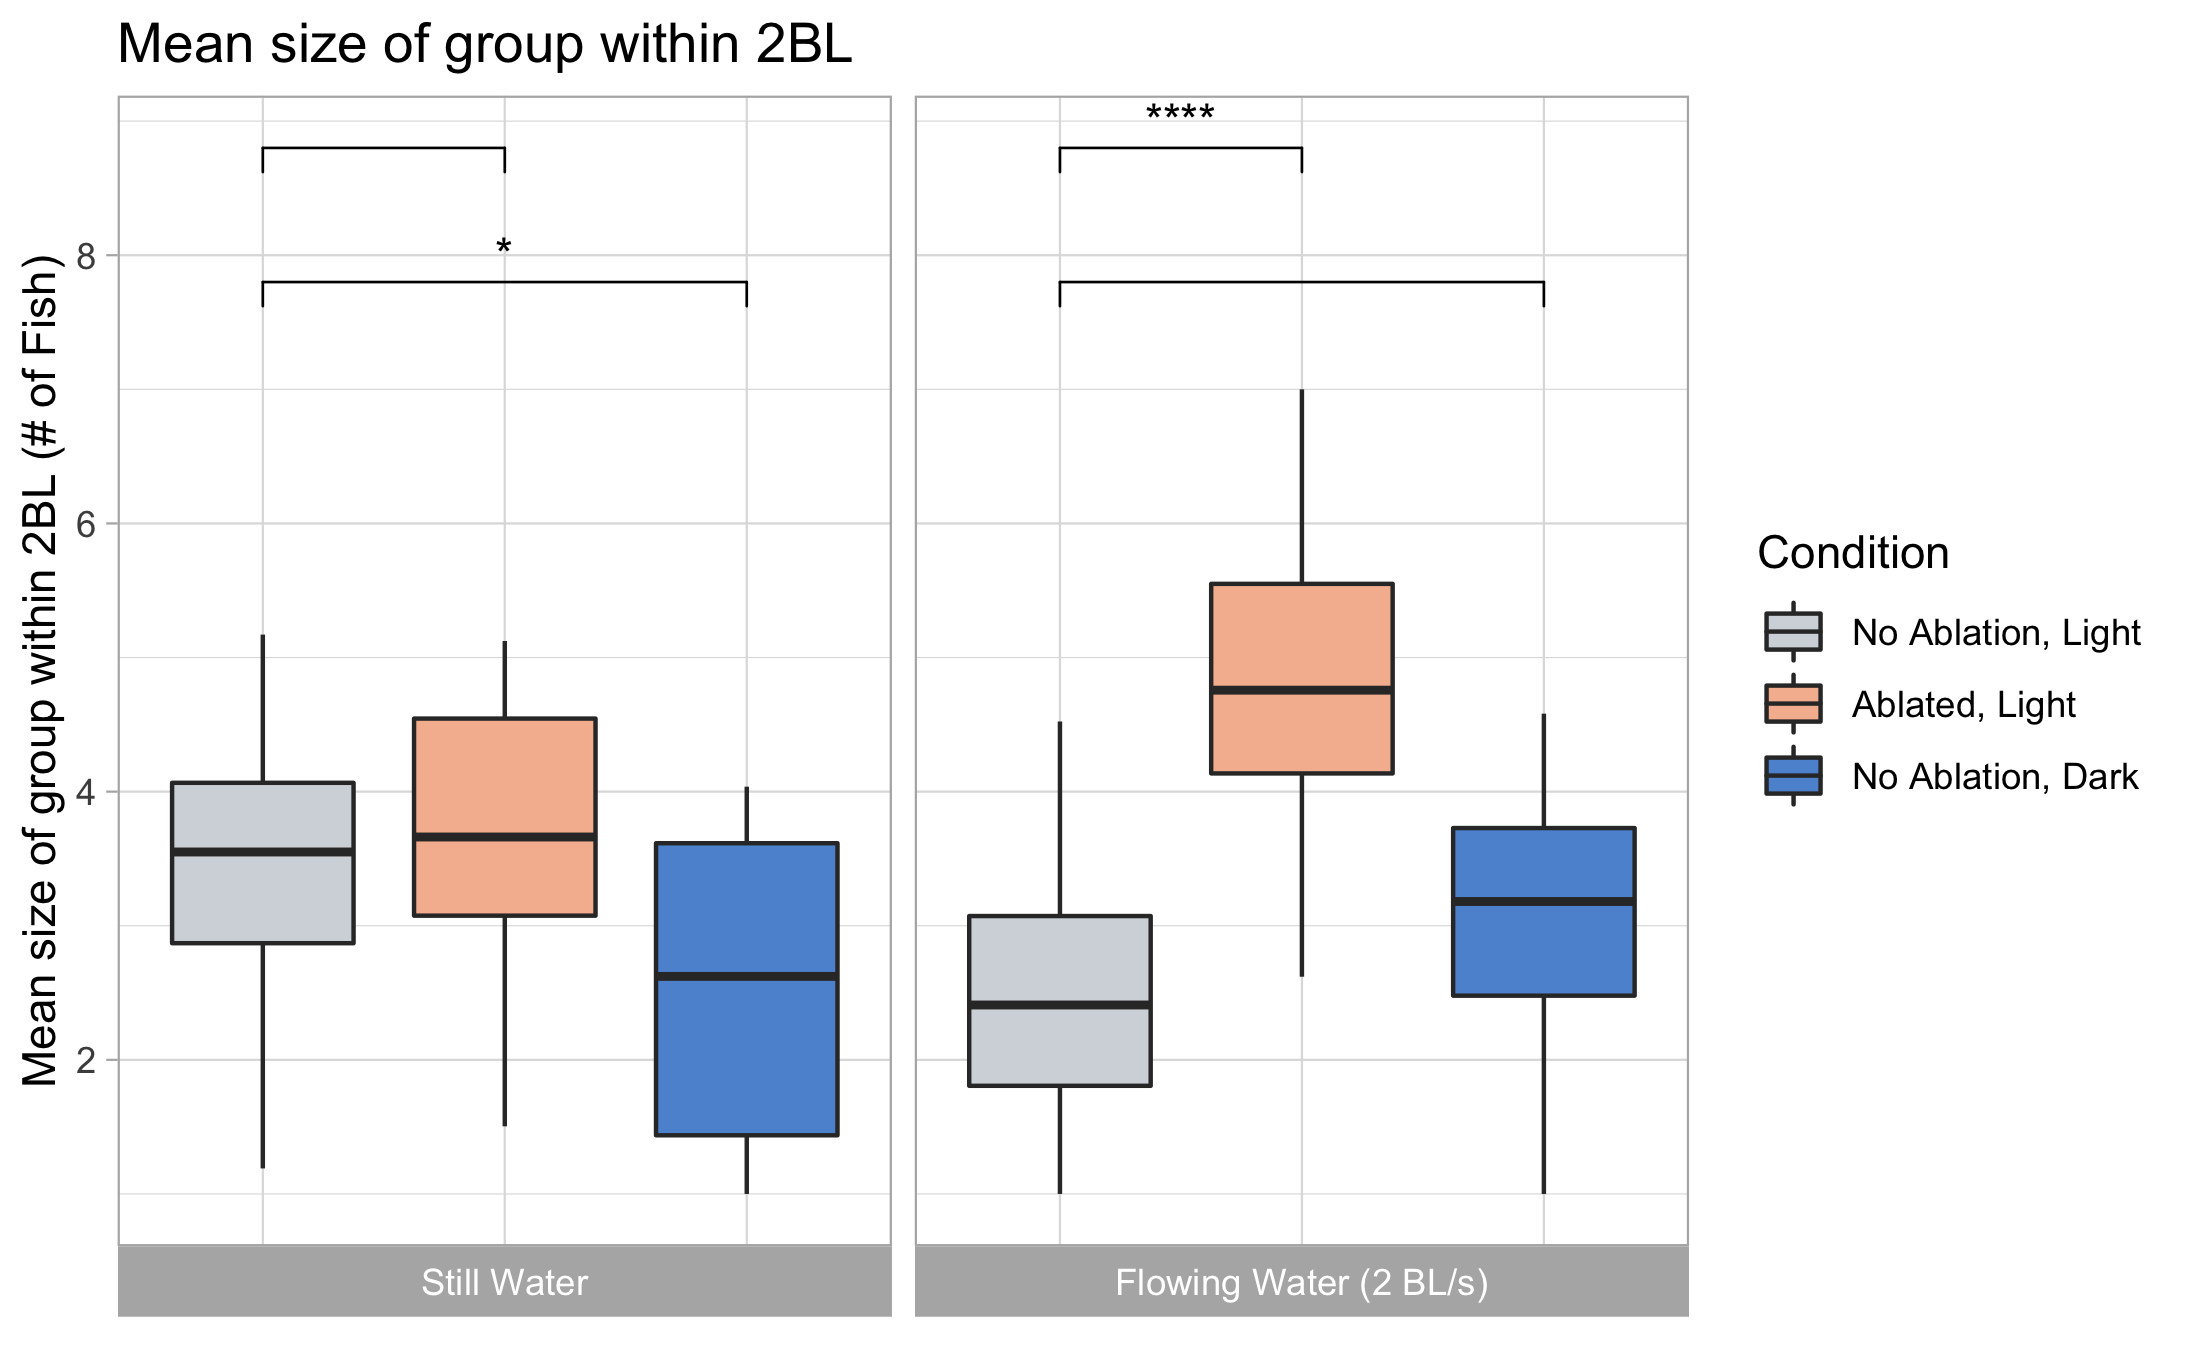 Mean size of group within 2BL
Mean size of group within 2BL (# of Fish)
8
6
4
2
*
****
Still Water
Flowing Water (2 BL/s)
Condition
No Ablation, Light
Ablated, Light
No Ablation, Dark